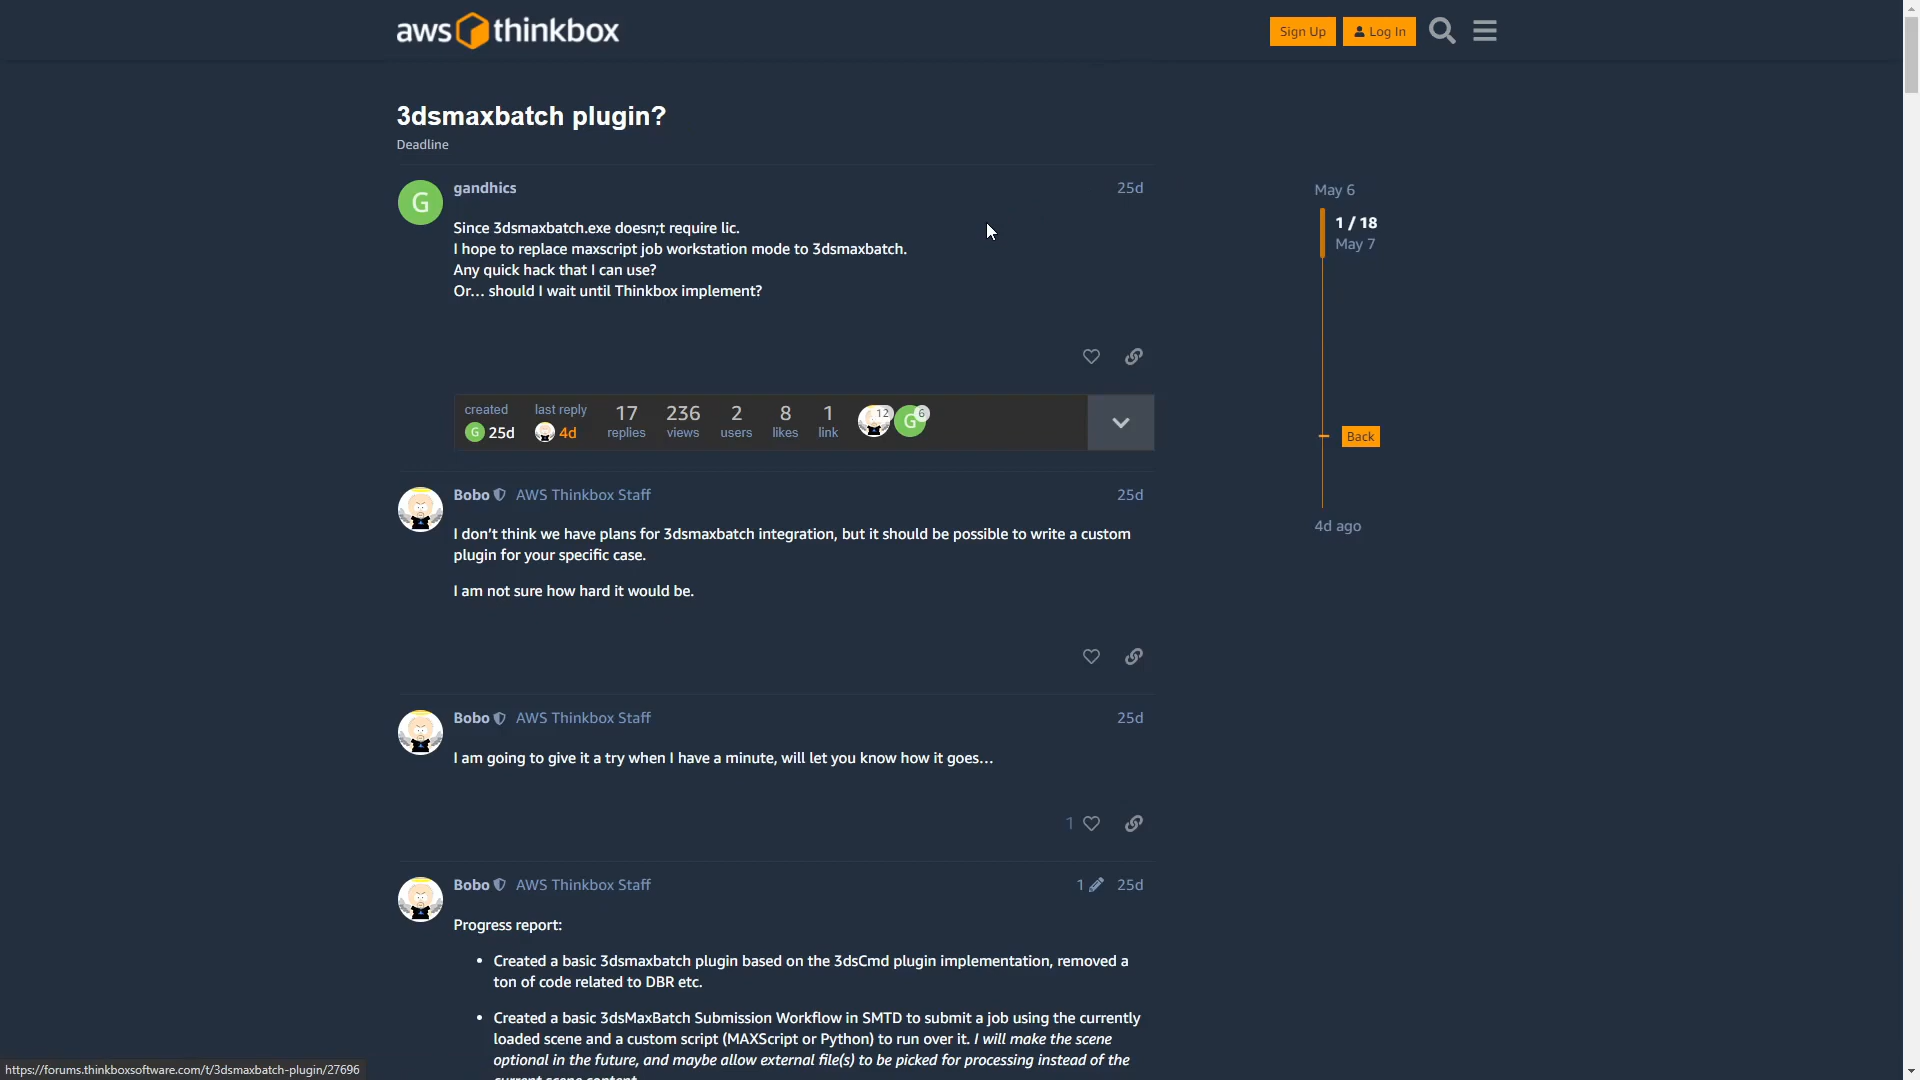 aws thinkbox
Sign Up
Log In
3dsmaxbatch plugin?
Deadline
G
gandhics
25d
Since 3dsmaxbatch.exe doesn;t require lic.
I hope to replace maxscript job workstation mode to 3dsmaxbatch.
Any quick hack that I can use?
Or... should I wait until Thinkbox implement?
May 6
1 / 18
May 7
Back
4d ago
created
G 25d
last reply
4d
17
replies
236
views
2
users
8
likes
1
link
12
G 6
Bobo AWS Thinkbox Staff
25d
I don't think we have plans for 3dsmaxbatch integration, but it should be possible to write a custom
plugin for your specific case.
I am not sure how hard it would be.
Bobo AWS Thinkbox Staff
25d
I am going to give it a try when I have a minute, will let you know how it goes...
1
Bobo AWS Thinkbox Staff
1 25d
Progress report:
• Created a basic 3dsmaxbatch plugin based on the 3dsCmd plugin implementation, removed a
ton of code related to DBR etc.
• Created a basic 3dsMaxBatch Submission Workflow in SMTD to submit a job using the currently
loaded scene and a custom script (MAXScript or Python) to run over it. I will make the scene
optional in the future, and maybe allow external file(s) to be picked for processing instead of the
current scene content.
https://forums.thinkboxsoftware.com/t/3dsmaxbatch-plugin/27696